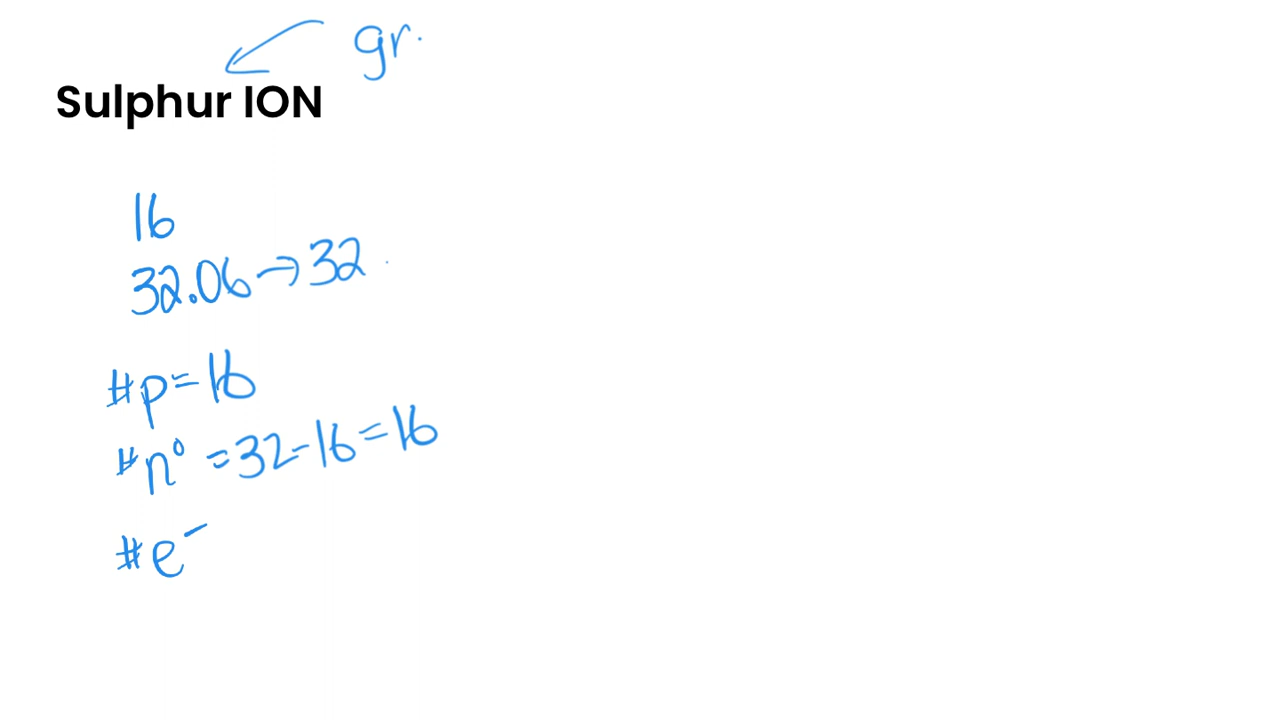 gr.
Sulphur ION
16
32.06 → 32
#p = 16
#n° = 32 - 16 = 16
#e⁻